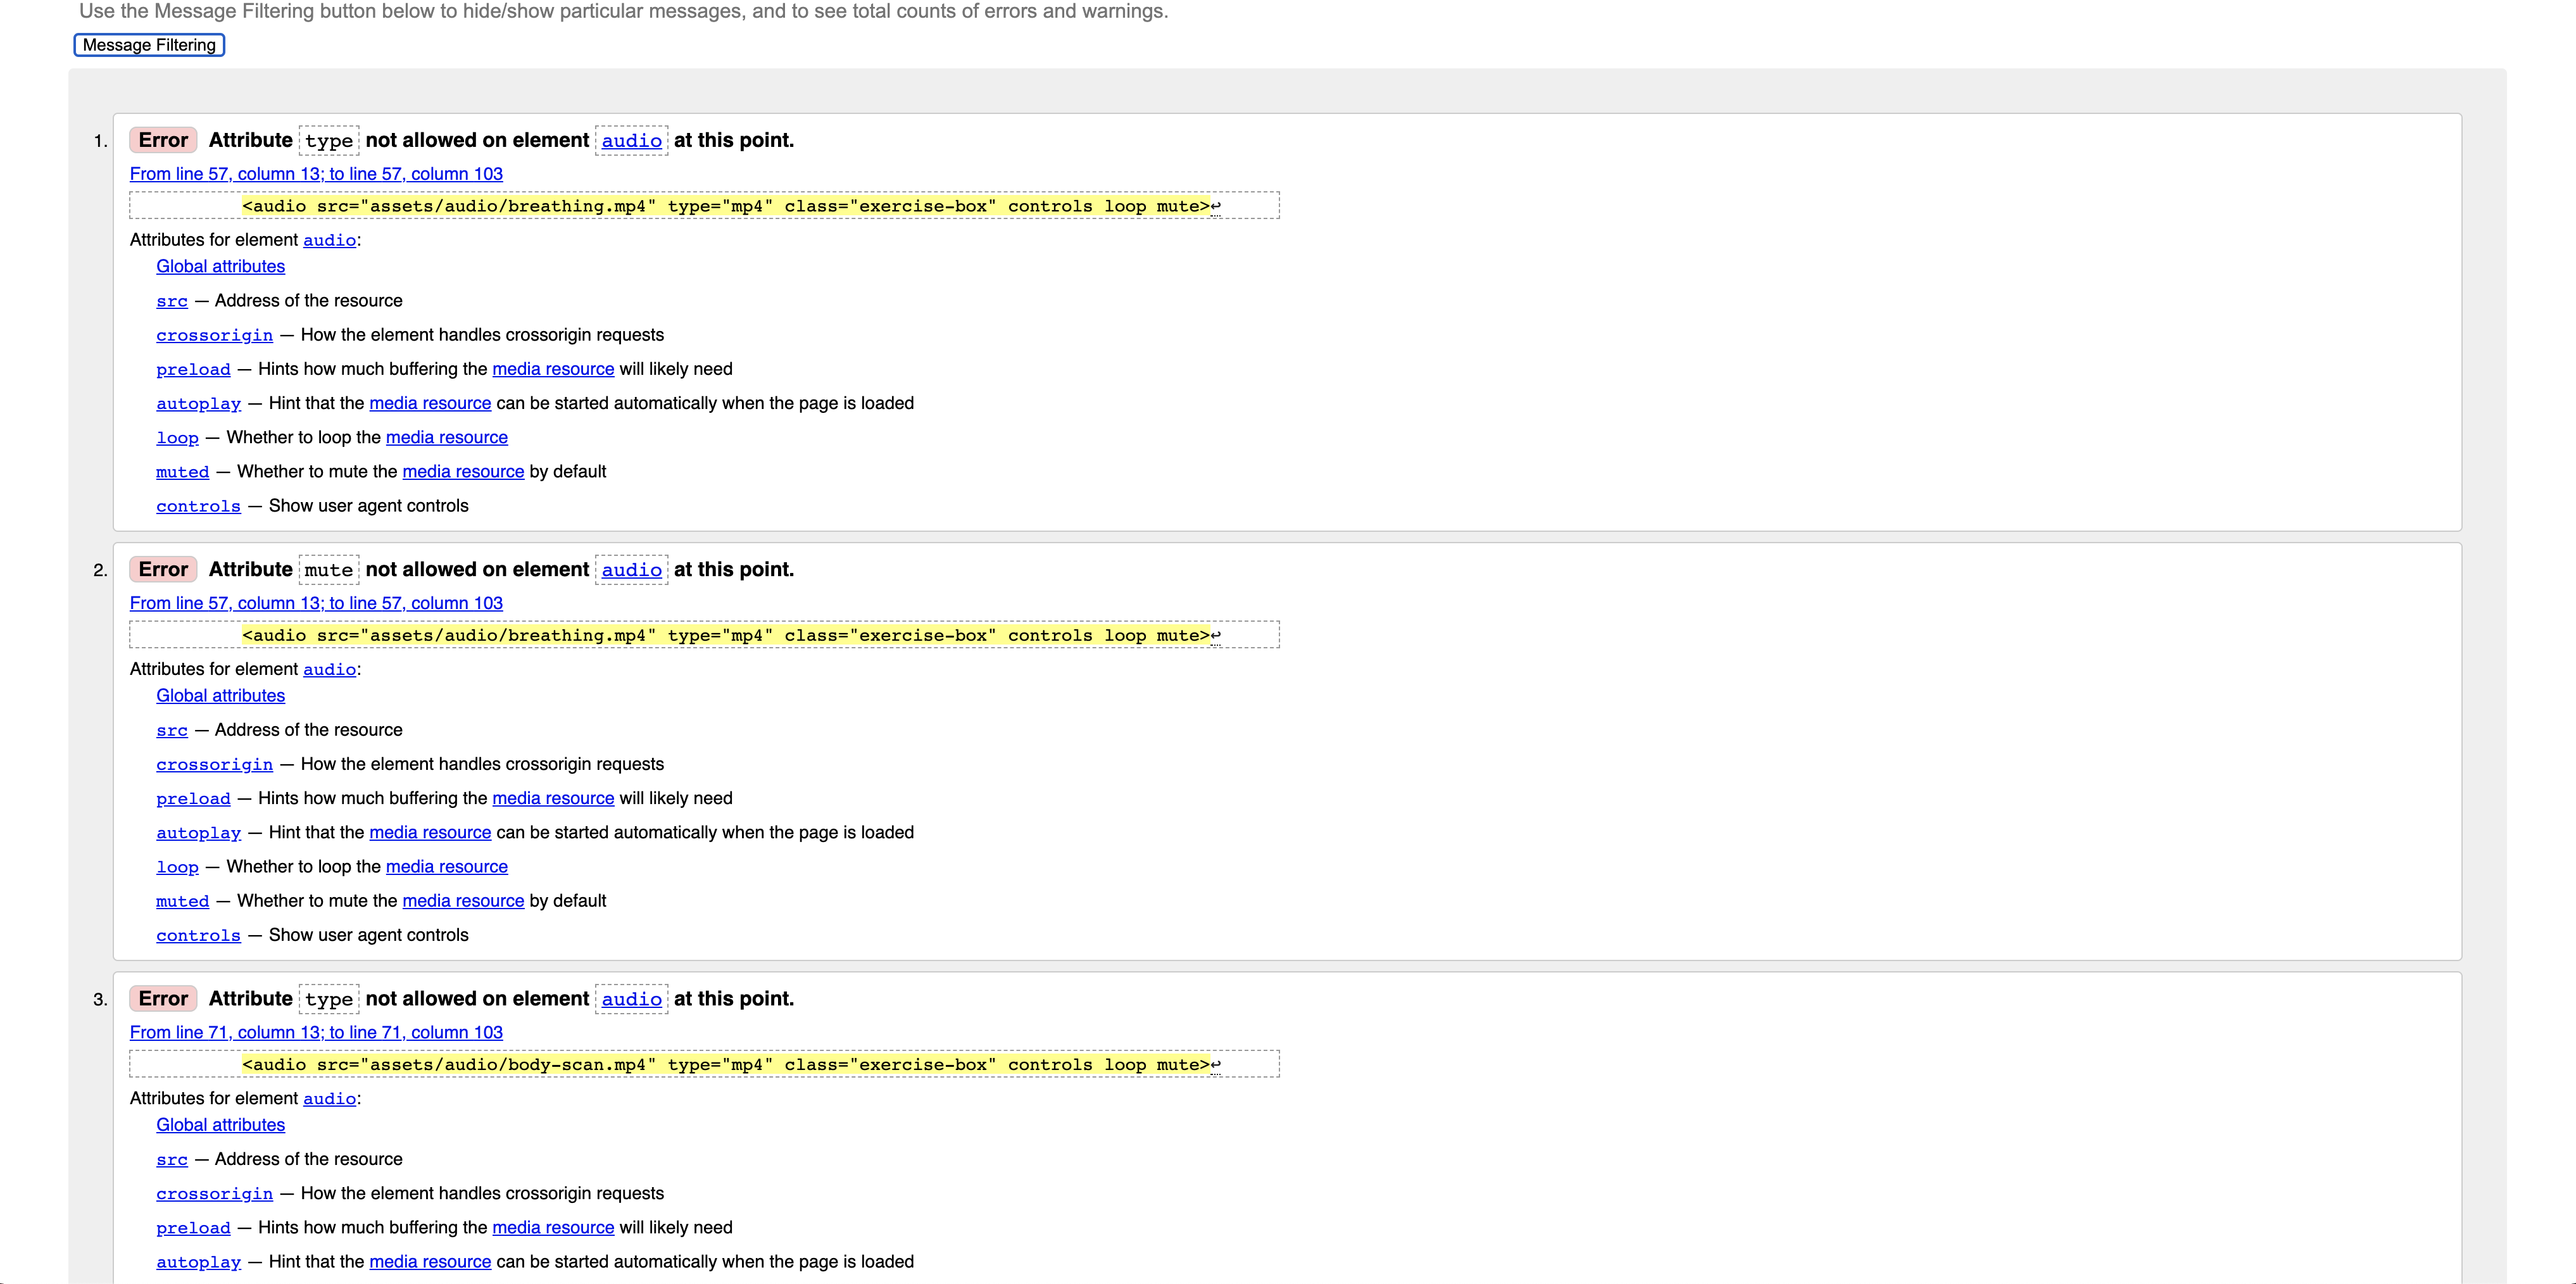 Use the Message Filtering button below to hide/show particular messages, and to see total counts of errors and warnings.
Message Filtering
1. Error Attribute type not allowed on element audio at this point.
From line 57, column 13; to line 57, column 103
<audio src="assets/audio/breathing.mp4" type="mp4" class="exercise-box" controls loop mute>↩
Attributes for element audio:
Global attributes
src — Address of the resource
crossorigin — How the element handles crossorigin requests
preload — Hints how much buffering the media resource will likely need
autoplay — Hint that the media resource can be started automatically when the page is loaded
loop — Whether to loop the media resource
muted — Whether to mute the media resource by default
controls — Show user agent controls
2. Error Attribute mute not allowed on element audio at this point.
From line 57, column 13; to line 57, column 103
<audio src="assets/audio/breathing.mp4" type="mp4" class="exercise-box" controls loop mute>↩
Attributes for element audio:
Global attributes
src — Address of the resource
crossorigin — How the element handles crossorigin requests
preload — Hints how much buffering the media resource will likely need
autoplay — Hint that the media resource can be started automatically when the page is loaded
loop — Whether to loop the media resource
muted — Whether to mute the media resource by default
controls — Show user agent controls
3. Error Attribute type not allowed on element audio at this point.
From line 71, column 13; to line 71, column 103
<audio src="assets/audio/body-scan.mp4" type="mp4" class="exercise-box" controls loop mute>↩
Attributes for element audio:
Global attributes
src — Address of the resource
crossorigin — How the element handles crossorigin requests
preload — Hints how much buffering the media resource will likely need
autoplay — Hint that the media resource can be started automatically when the page is loaded